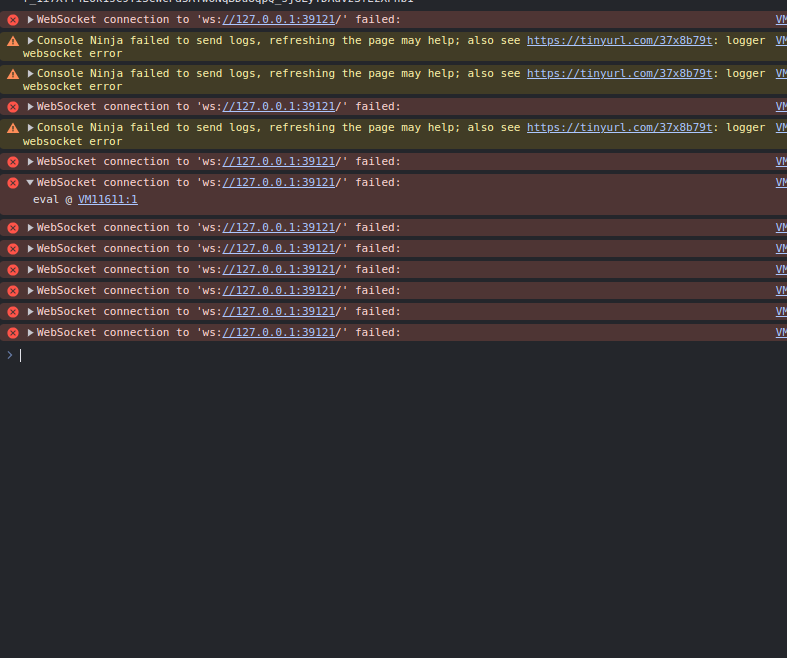 WebSocket connection to 'ws://127.0.0.1:39121/' failed: VM
Console Ninja failed to send logs, refreshing the page may help; also see https://tinyurl.com/37x8b79t: logger VM
websocket error
Console Ninja failed to send logs, refreshing the page may help; also see https://tinyurl.com/37x8b79t: logger VM
websocket error
WebSocket connection to 'ws://127.0.0.1:39121/' failed: VM
Console Ninja failed to send logs, refreshing the page may help; also see https://tinyurl.com/37x8b79t: logger VM
websocket error
WebSocket connection to 'ws://127.0.0.1:39121/' failed: VM
WebSocket connection to 'ws://127.0.0.1:39121/' failed: VM
eval @ VM11611:1
WebSocket connection to 'ws://127.0.0.1:39121/' failed: VM
WebSocket connection to 'ws://127.0.0.1:39121/' failed: VM
WebSocket connection to 'ws://127.0.0.1:39121/' failed: VM
WebSocket connection to 'ws://127.0.0.1:39121/' failed: VM
WebSocket connection to 'ws://127.0.0.1:39121/' failed: VM
WebSocket connection to 'ws://127.0.0.1:39121/' failed: VM